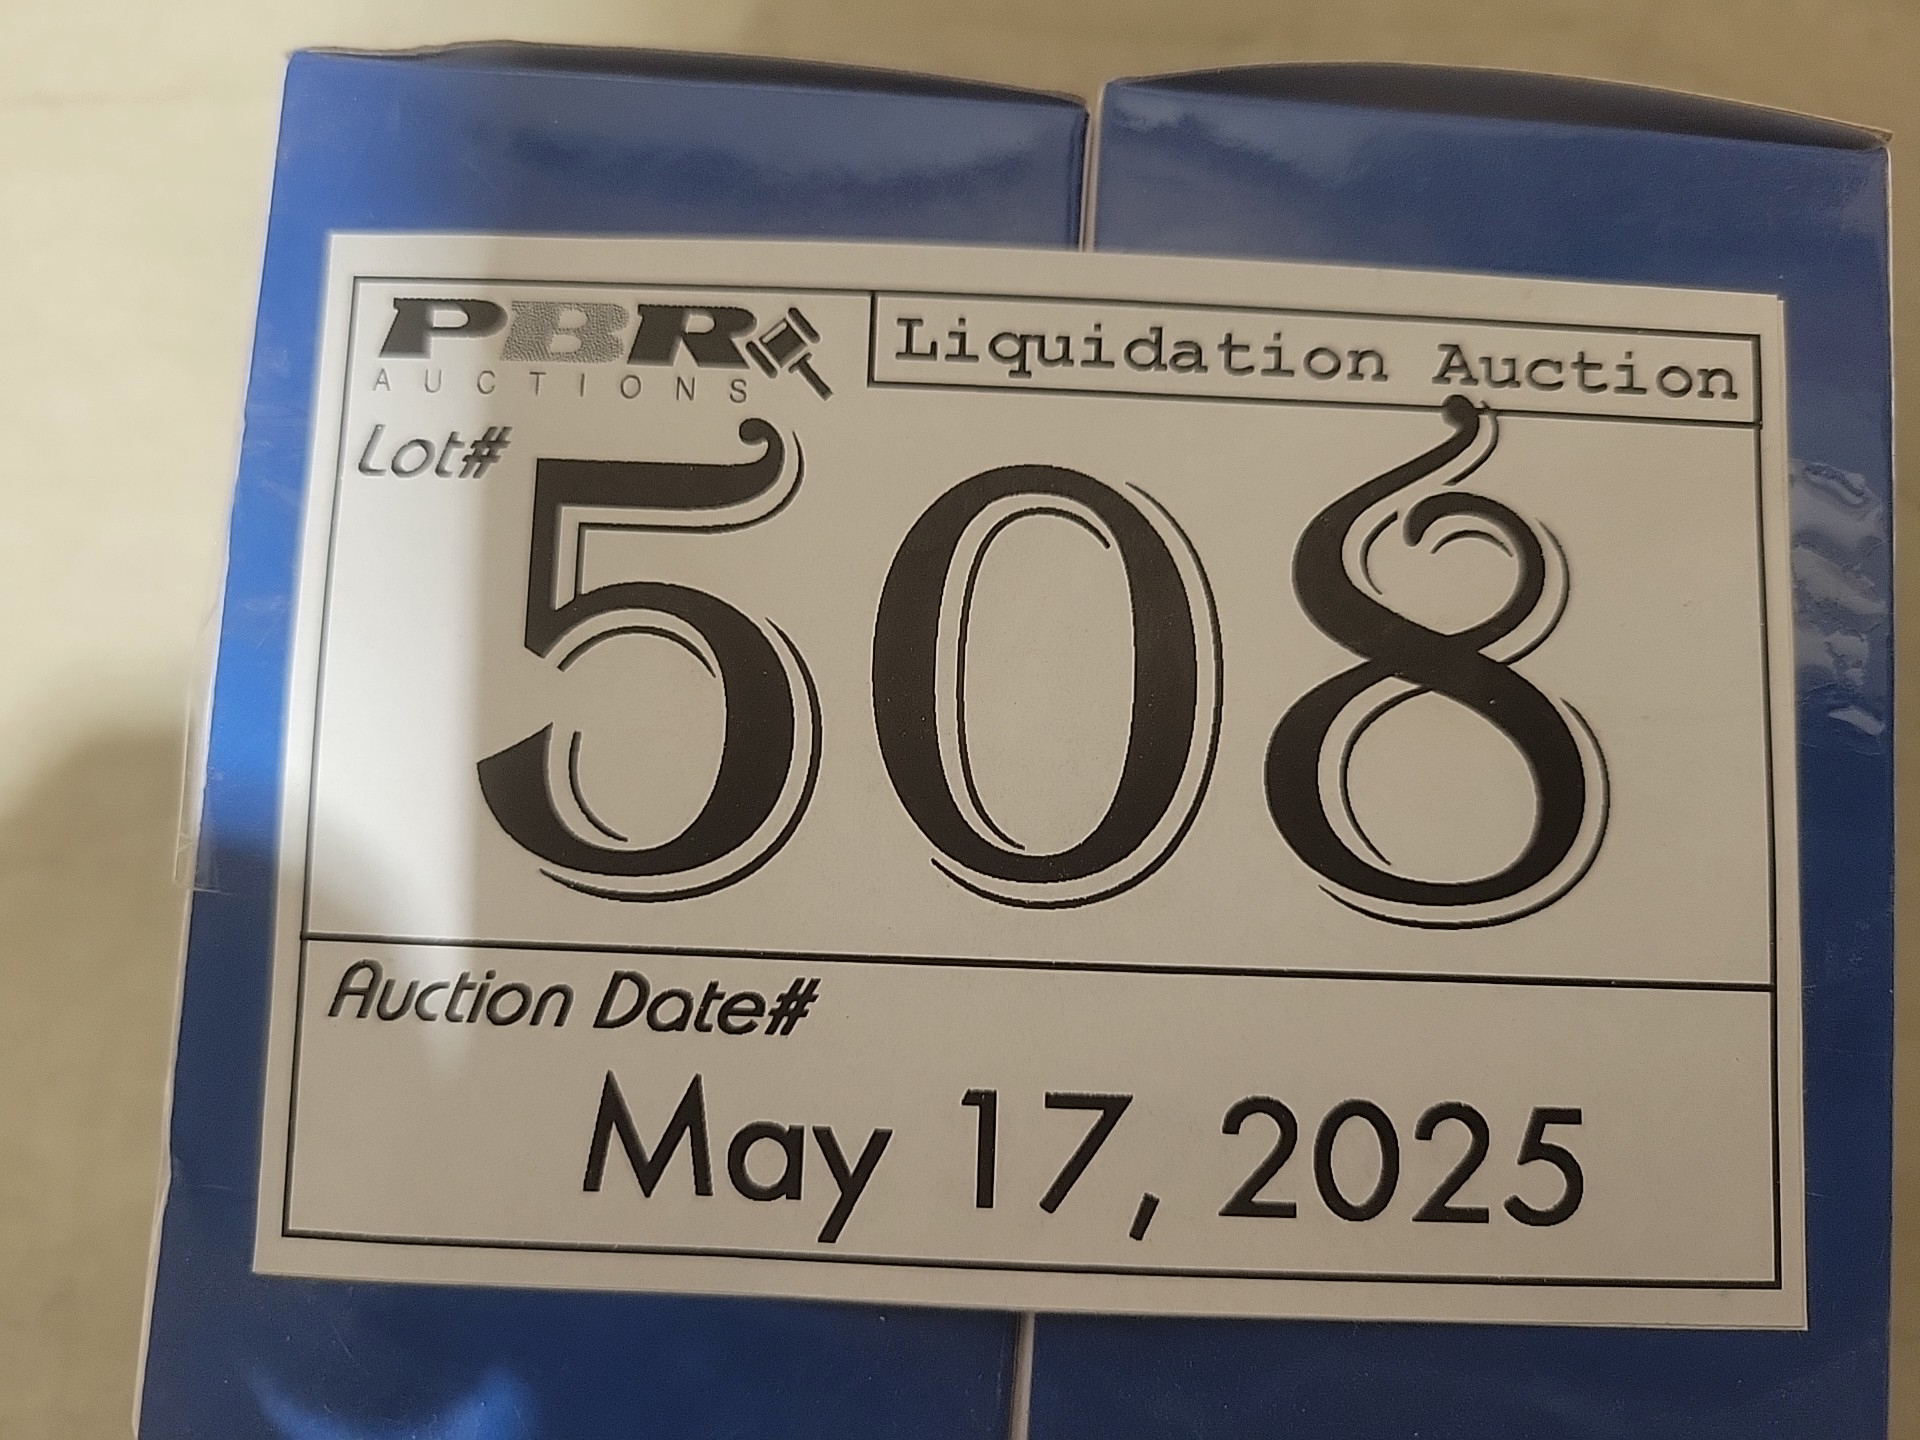 PBR
AUCTIONS
Liquidation Auction
Lot#
508
Auction Date#
May 17, 2025